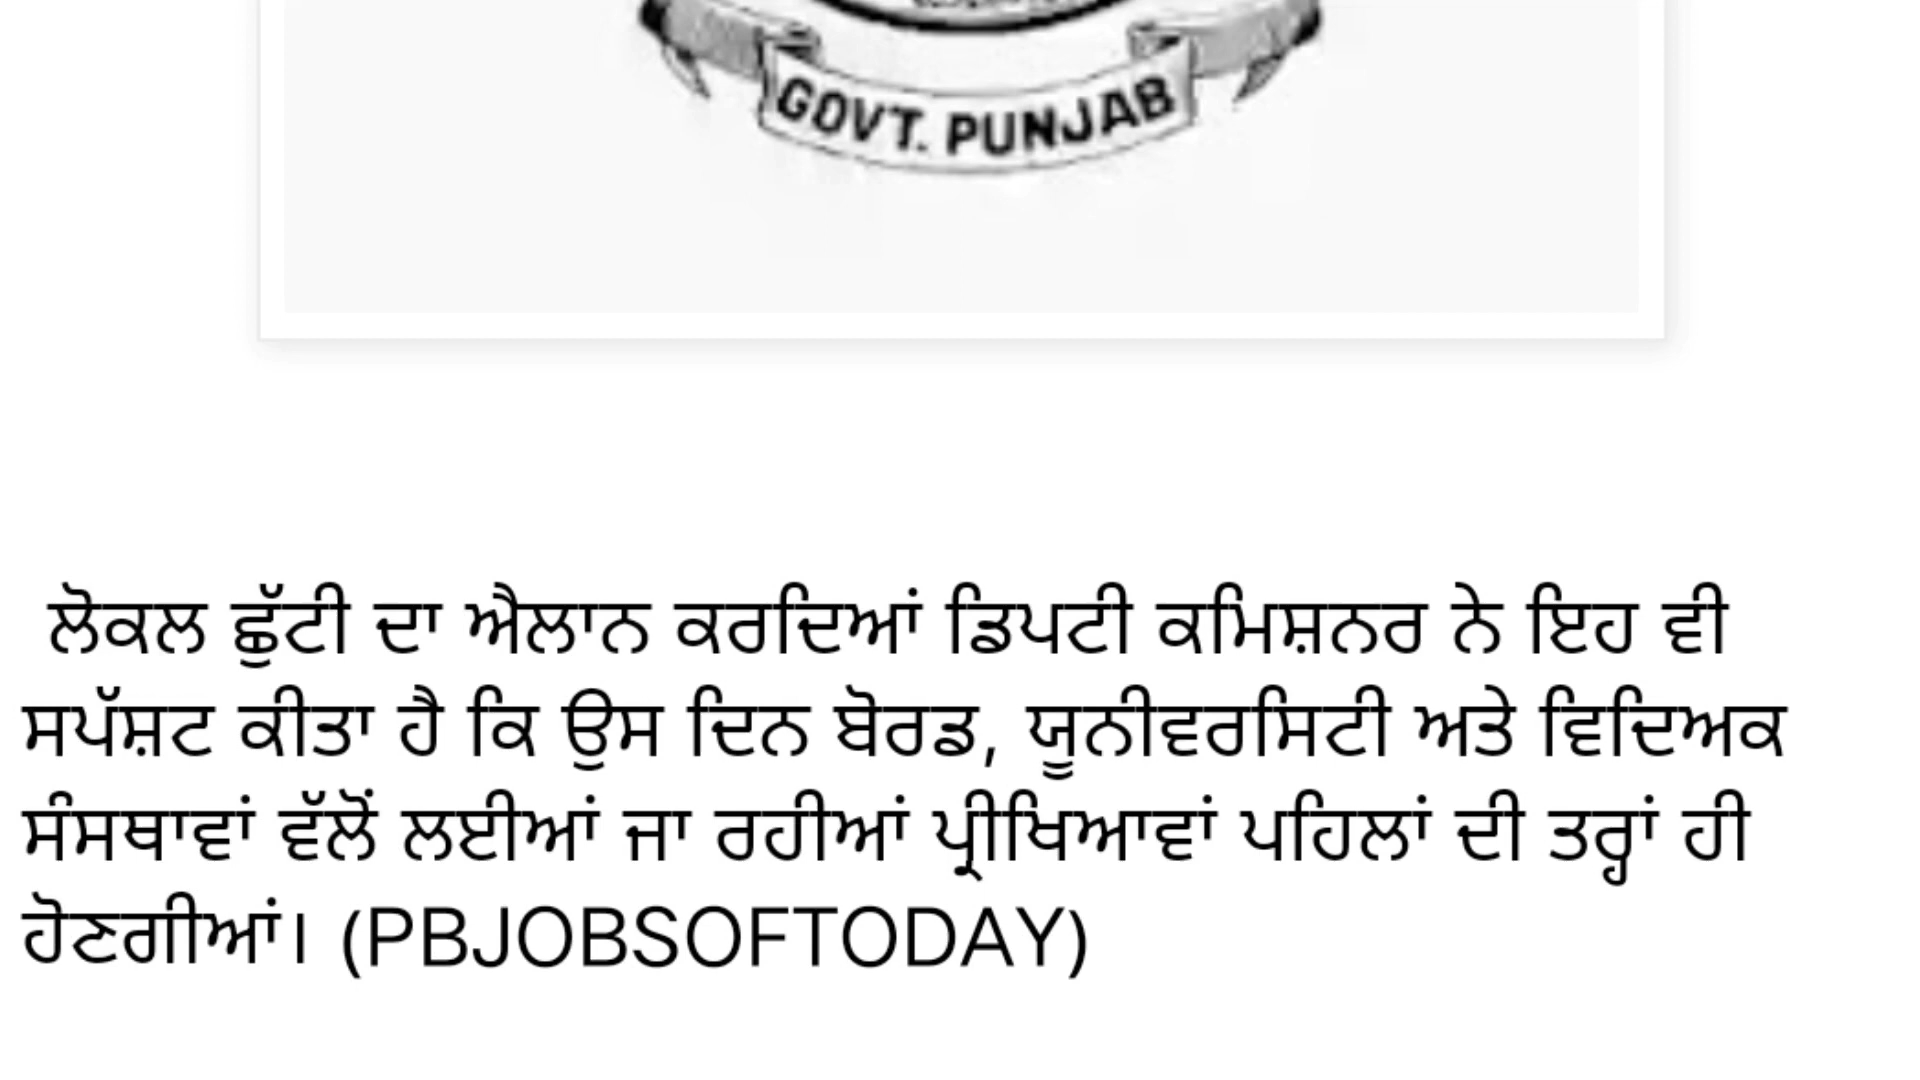 GOVT. PUNJAB
ਲੋਕਲ ਛੁੱਟੀ ਦਾ ਐਲਾਨ ਕਰਦਿਆਂ ਡਿਪਟੀ ਕਮਿਸ਼ਨਰ ਨੇ ਇਹ ਵੀ
ਸਪੱਸ਼ਟ ਕੀਤਾ ਹੈ ਕਿ ਉਸ ਦਿਨ ਬੋਰਡ, ਯੂਨੀਵਰਸਿਟੀ ਅਤੇ ਵਿਦਿਅਕ
ਸੰਸਥਾਵਾਂ ਵੱਲੋਂ ਲਈਆਂ ਜਾ ਰਹੀਆਂ ਪ੍ਰੀਖਿਆਵਾਂ ਪਹਿਲਾਂ ਦੀ ਤਰ੍ਹਾਂ ਹੀ
ਹੋਣਗੀਆਂ। (PBJOBSOFTODAY)